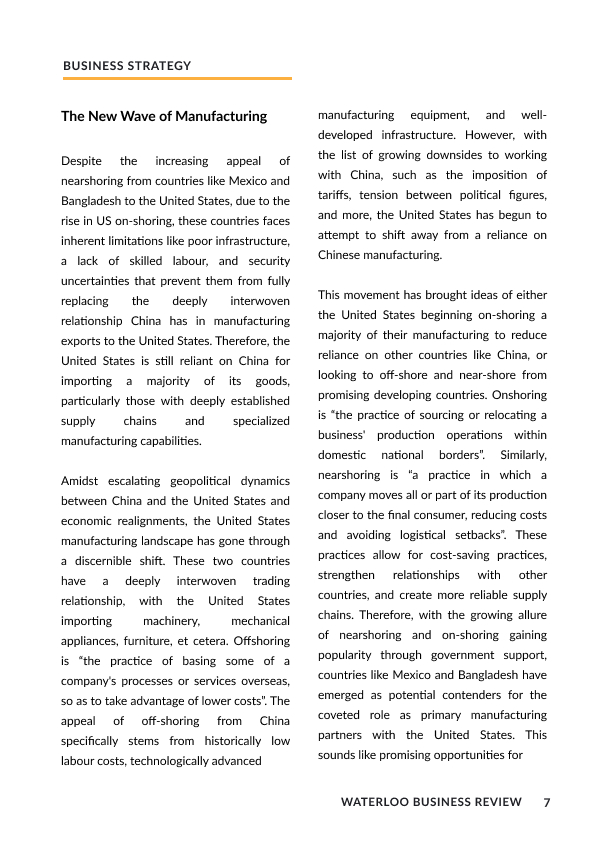 BUSINESS STRATEGY
The New Wave of Manufacturing
Despite the increasing appeal of
nearshoring from countries like Mexico and
Bangladesh to the United States, due to the
rise in US on-shoring, these countries faces
inherent limitations like poor infrastructure,
a lack of skilled labour, and security
uncertainties that prevent them from fully
replacing the deeply interwoven
relationship China has in manufacturing
exports to the United States. Therefore, the
United States is still reliant on China for
importing a majority of its goods,
particularly those with deeply established
supply chains and specialized
manufacturing capabilities.
Amidst escalating geopolitical dynamics
between China and the United States and
economic realignments, the United States
manufacturing landscape has gone through
a discernible shift. These two countries
have a deeply interwoven trading
relationship, with the United States
importing machinery, mechanical
appliances, furniture, et cetera. Offshoring
is “the practice of basing some of a
company's processes or services overseas,
so as to take advantage of lower costs”. The
appeal of off-shoring from China
specifically stems from historically low
labour costs, technologically advanced
manufacturing equipment, and well-
developed infrastructure. However, with
the list of growing downsides to working
with China, such as the imposition of
tariffs, tension between political figures,
and more, the United States has begun to
attempt to shift away from a reliance on
Chinese manufacturing.
This movement has brought ideas of either
the United States beginning on-shoring a
majority of their manufacturing to reduce
reliance on other countries like China, or
looking to off-shore and near-shore from
promising developing countries. Onshoring
is “the practice of sourcing or relocating a
business' production operations within
domestic national borders”. Similarly,
nearshoring is “a practice in which a
company moves all or part of its production
closer to the final consumer, reducing costs
and avoiding logistical setbacks”. These
practices allow for cost-saving practices,
strengthen relationships with other
countries, and create more reliable supply
chains. Therefore, with the growing allure
of nearshoring and on-shoring gaining
popularity through government support,
countries like Mexico and Bangladesh have
emerged as potential contenders for the
coveted role as primary manufacturing
partners with the United States. This
sounds like promising opportunities for
WATERLOO BUSINESS REVIEW 7